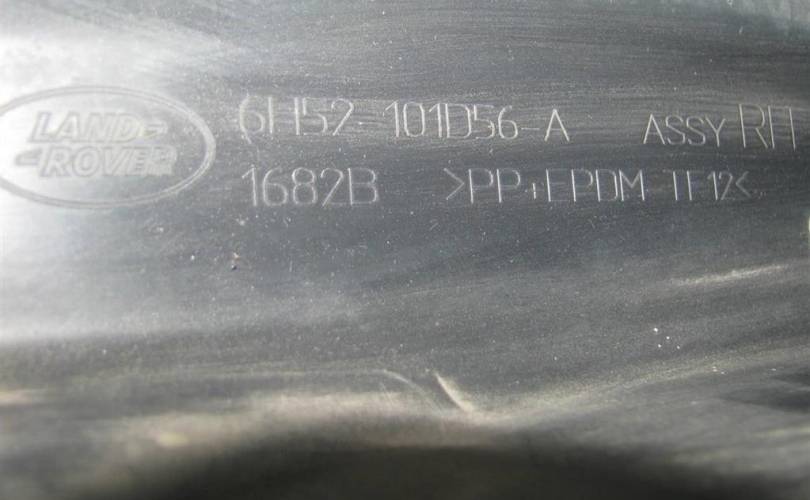 LAND-
-ROVER
6H52-101D56-A ASSY RH
1682B >PP+EPDM TF12<